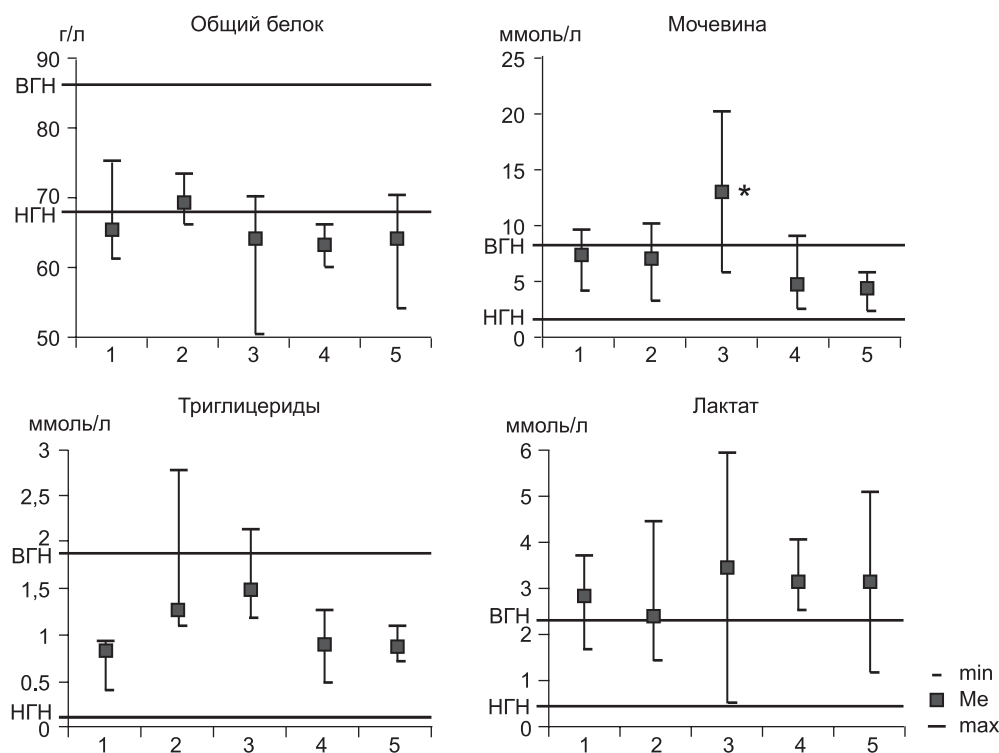 Общий белок
г/л
90
ВГН
80
70
НГН
60
50
1 2 3 4 5
Мочевина
ммоль/л
25
20
15
10
ВГН
5
НГН
0
1 2 3 4 5
*
Триглицериды
ммоль/л
3
2,5
2
ВГН
1,5
1
0.5
НГН
0
1 2 3 4 5
Лактат
ммоль/л
6
5
4
3
ВГН
2
1
НГН
0
1 2 3 4 5
min
Me
max